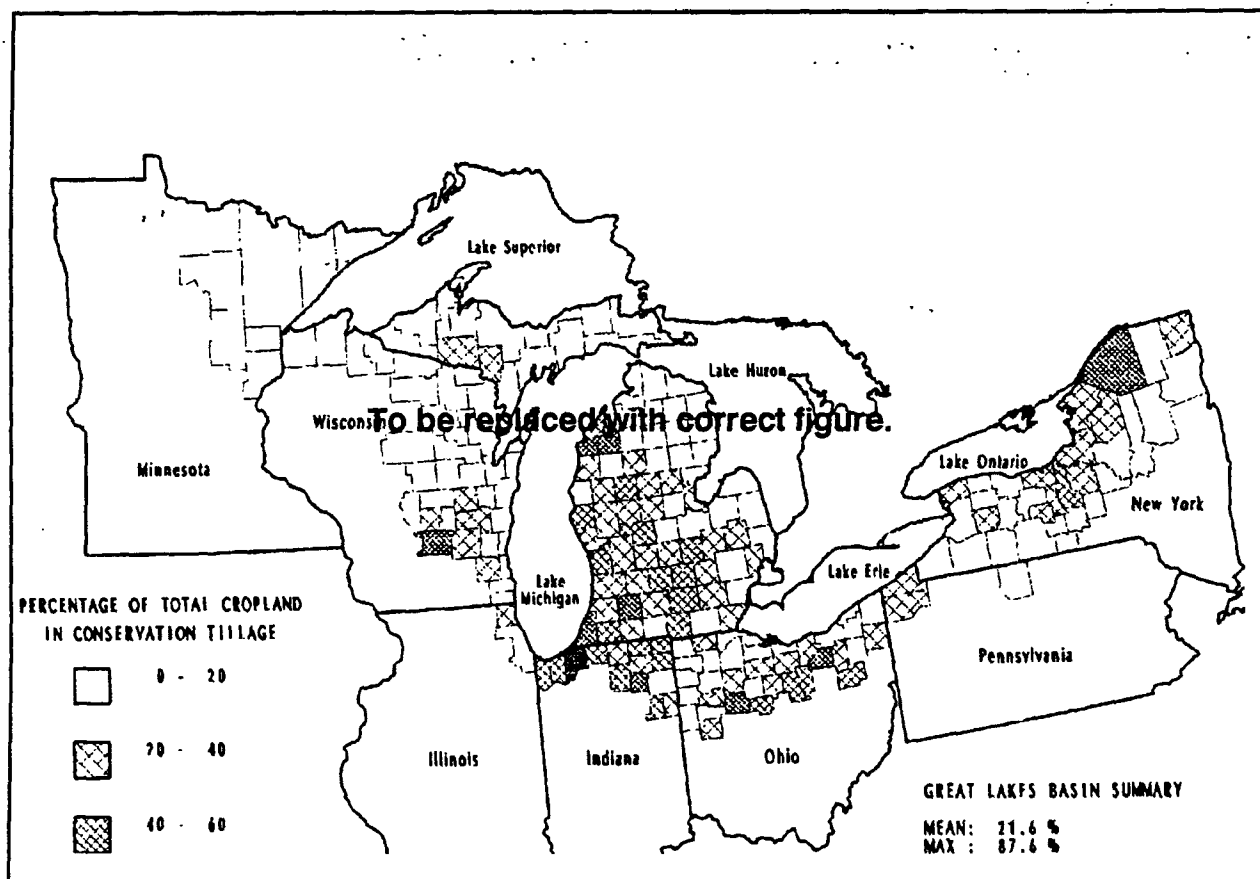 Lake Superior
Lake Huron
To be replaced with correct figure.
Wisconsin
Minnesota
Lake Ontario
New York
Lake Michigan
Lake Erie
PERCENTAGE OF TOTAL CROPLAND
IN CONSERVATION TILLAGE
0 - 20
20 - 40
40 - 60
Pennsylvania
Illinois
Indiana
Ohio
GREAT LAKES BASIN SUMMARY
MEAN: 21.6 %
MAX : 87.6 %